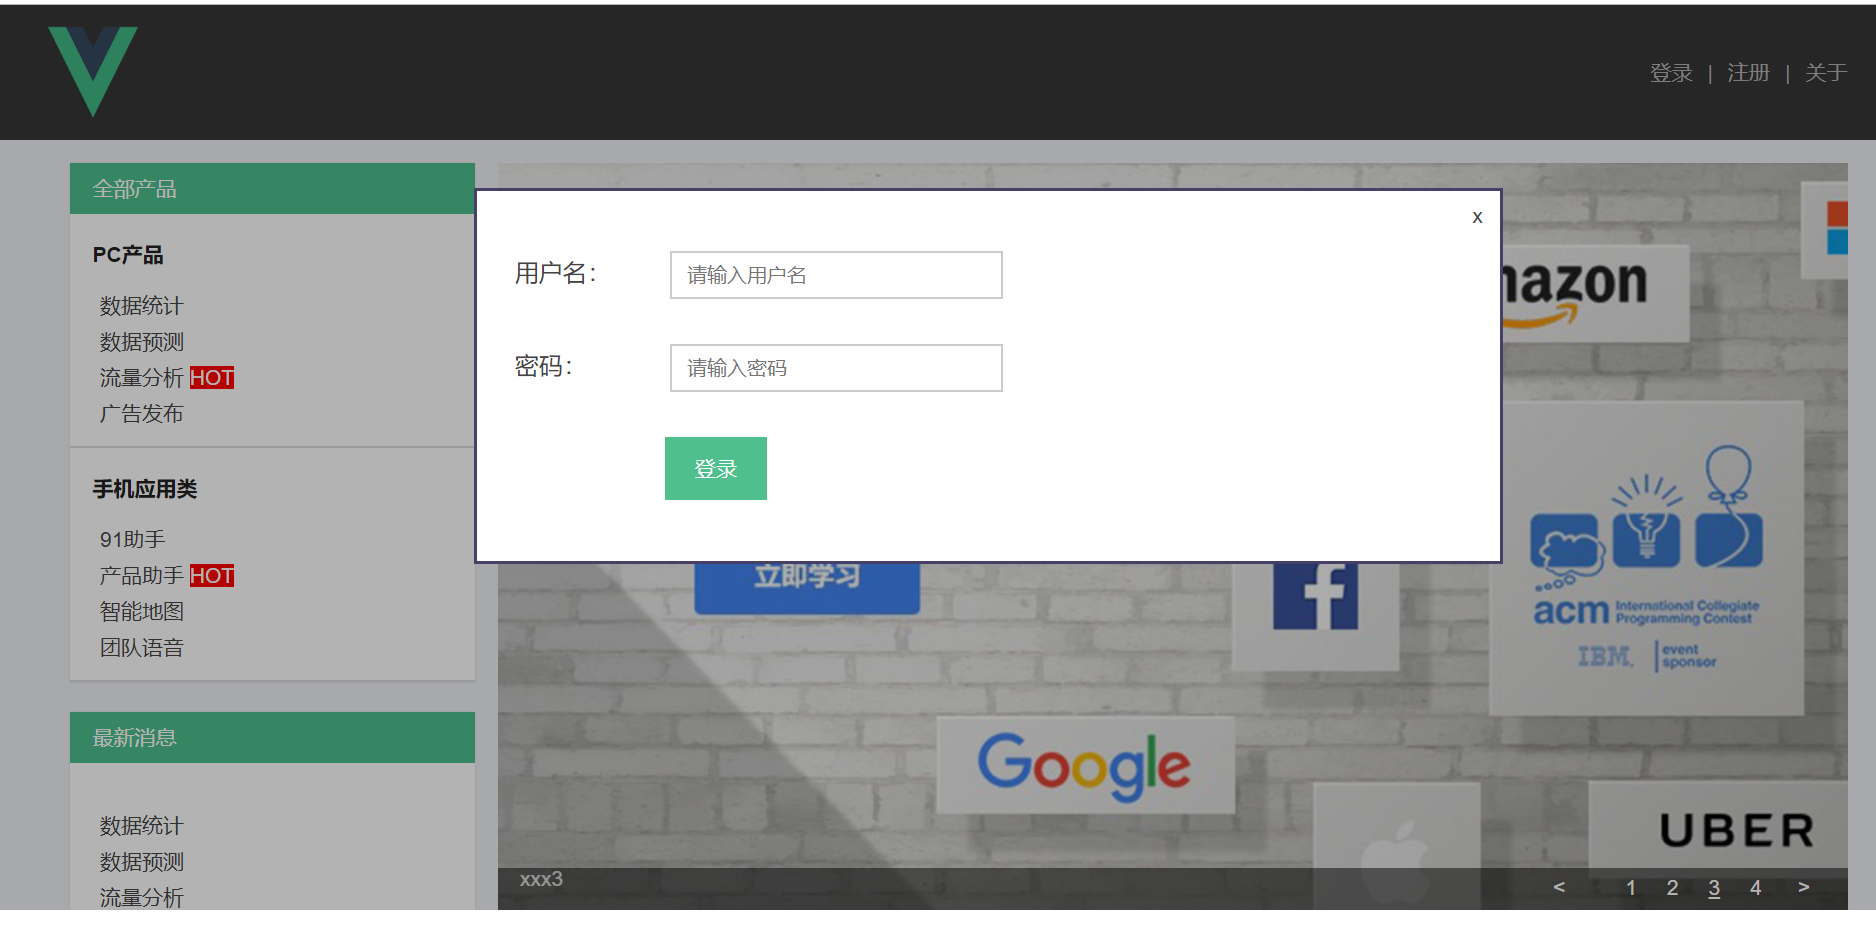 登录 | 注册 | 关于
全部产品
PC产品
数据统计
数据预测
流量分析 HOT
广告发布
手机应用类
91助手
产品助手 HOT
智能地图
团队语音
最新消息
数据统计
数据预测
流量分析
x
用户名：
请输入用户名
密码：
请输入密码
登录
立即学习
acm International Collegiate
Programming Contest
IBM. event
sponsor
Google
UBER
xxx3
< 1 2 3 4 >